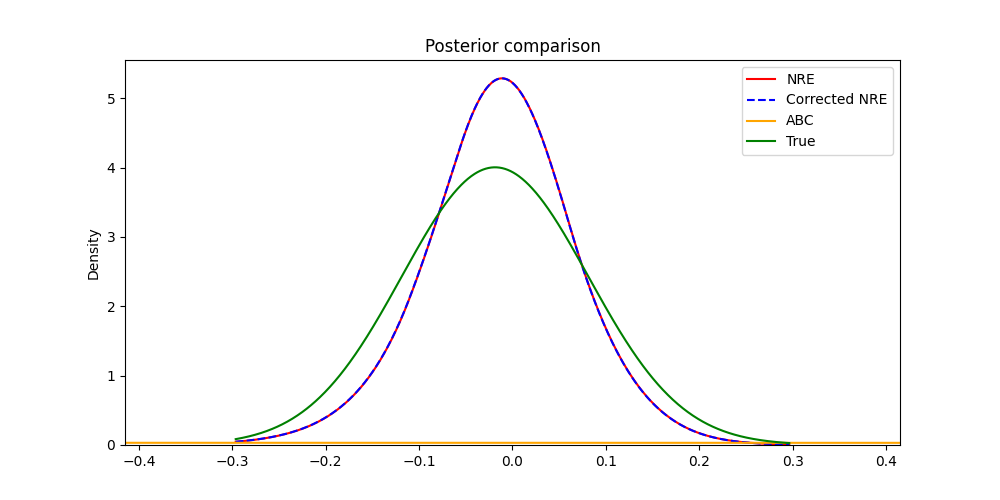 Posterior comparison
NRE
Corrected NRE
ABC
True
Density
5
4
3
2
1
0
−0.4 −0.3 −0.2 −0.1 0.0 0.1 0.2 0.3 0.4